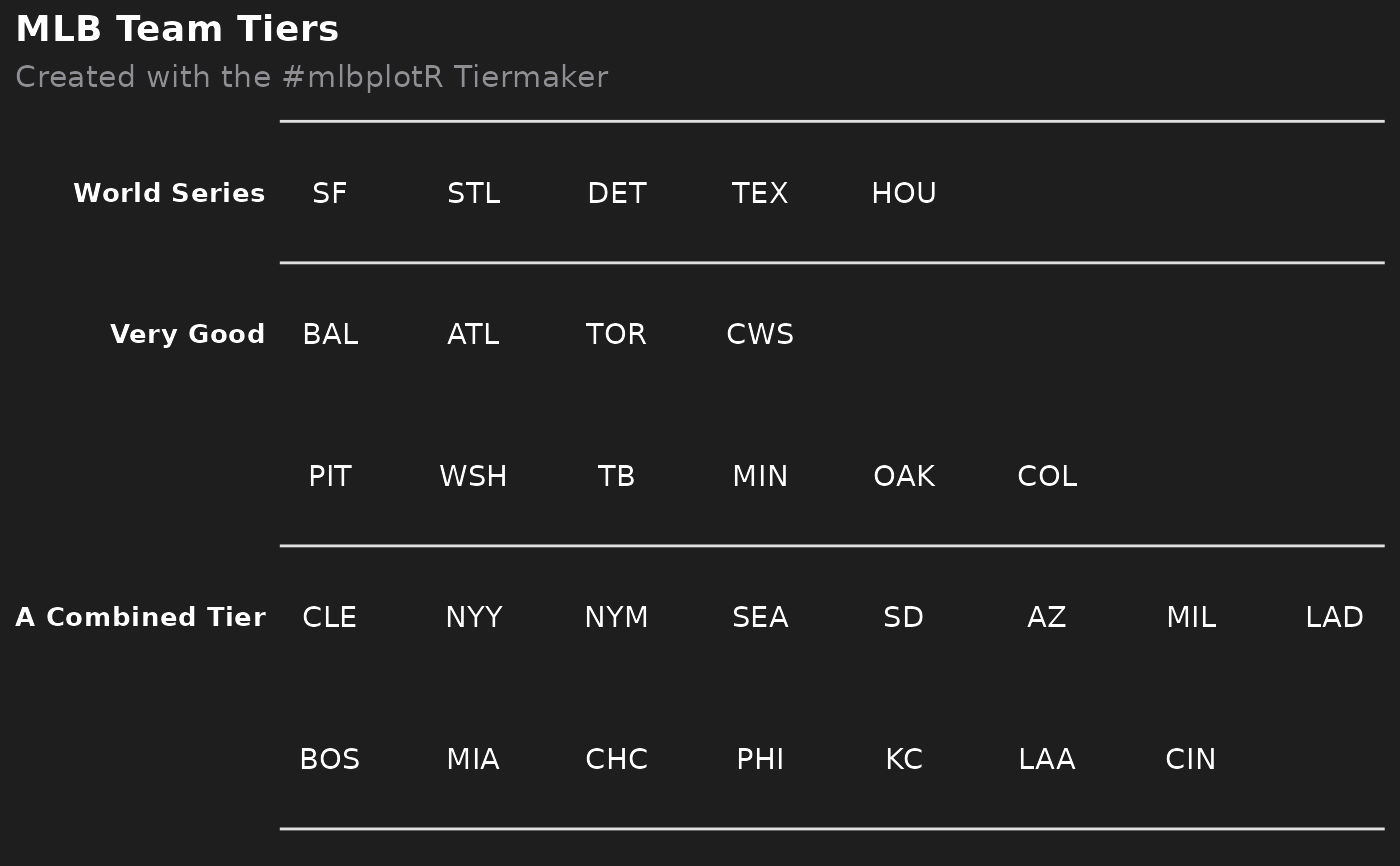 MLB Team Tiers
Created with the #mlbplotR Tiermaker
World Series SF STL DET TEX HOU
Very Good BAL ATL TOR CWS
PIT WSH TB MIN OAK COL
A Combined Tier CLE NYY NYM SEA SD AZ MIL LAD
BOS MIA CHC PHI KC LAA CIN